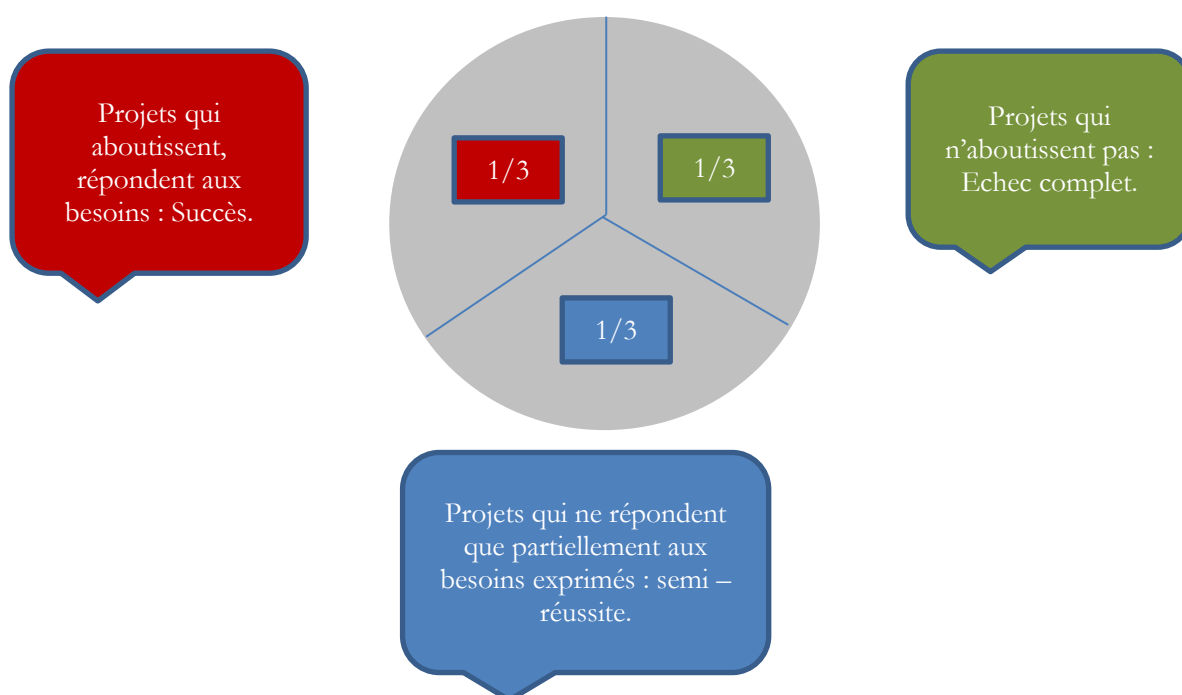 Projets qui
aboutissent,
répondent aux
besoins : Succès.
1/3
1/3
Projets qui
n’aboutissent pas :
Echec complet.
1/3
Projets qui ne répondent
que partiellement aux
besoins exprimés : semi –
réussite.